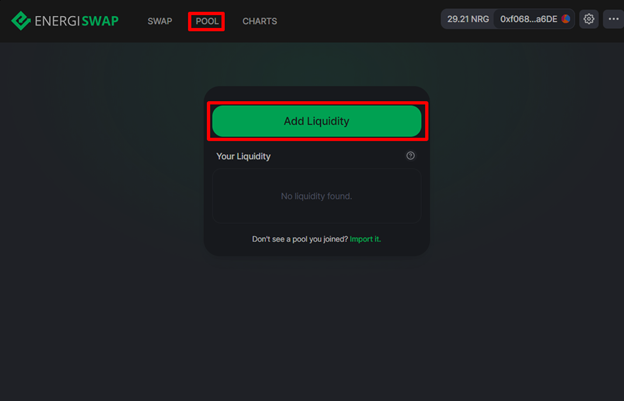 ENERGISWAP SWAP POOL CHARTS 29.21 NRG 0xf068...a6DE
Add Liquidity
Your Liquidity
No liquidity found.
Don't see a pool you joined? Import it.